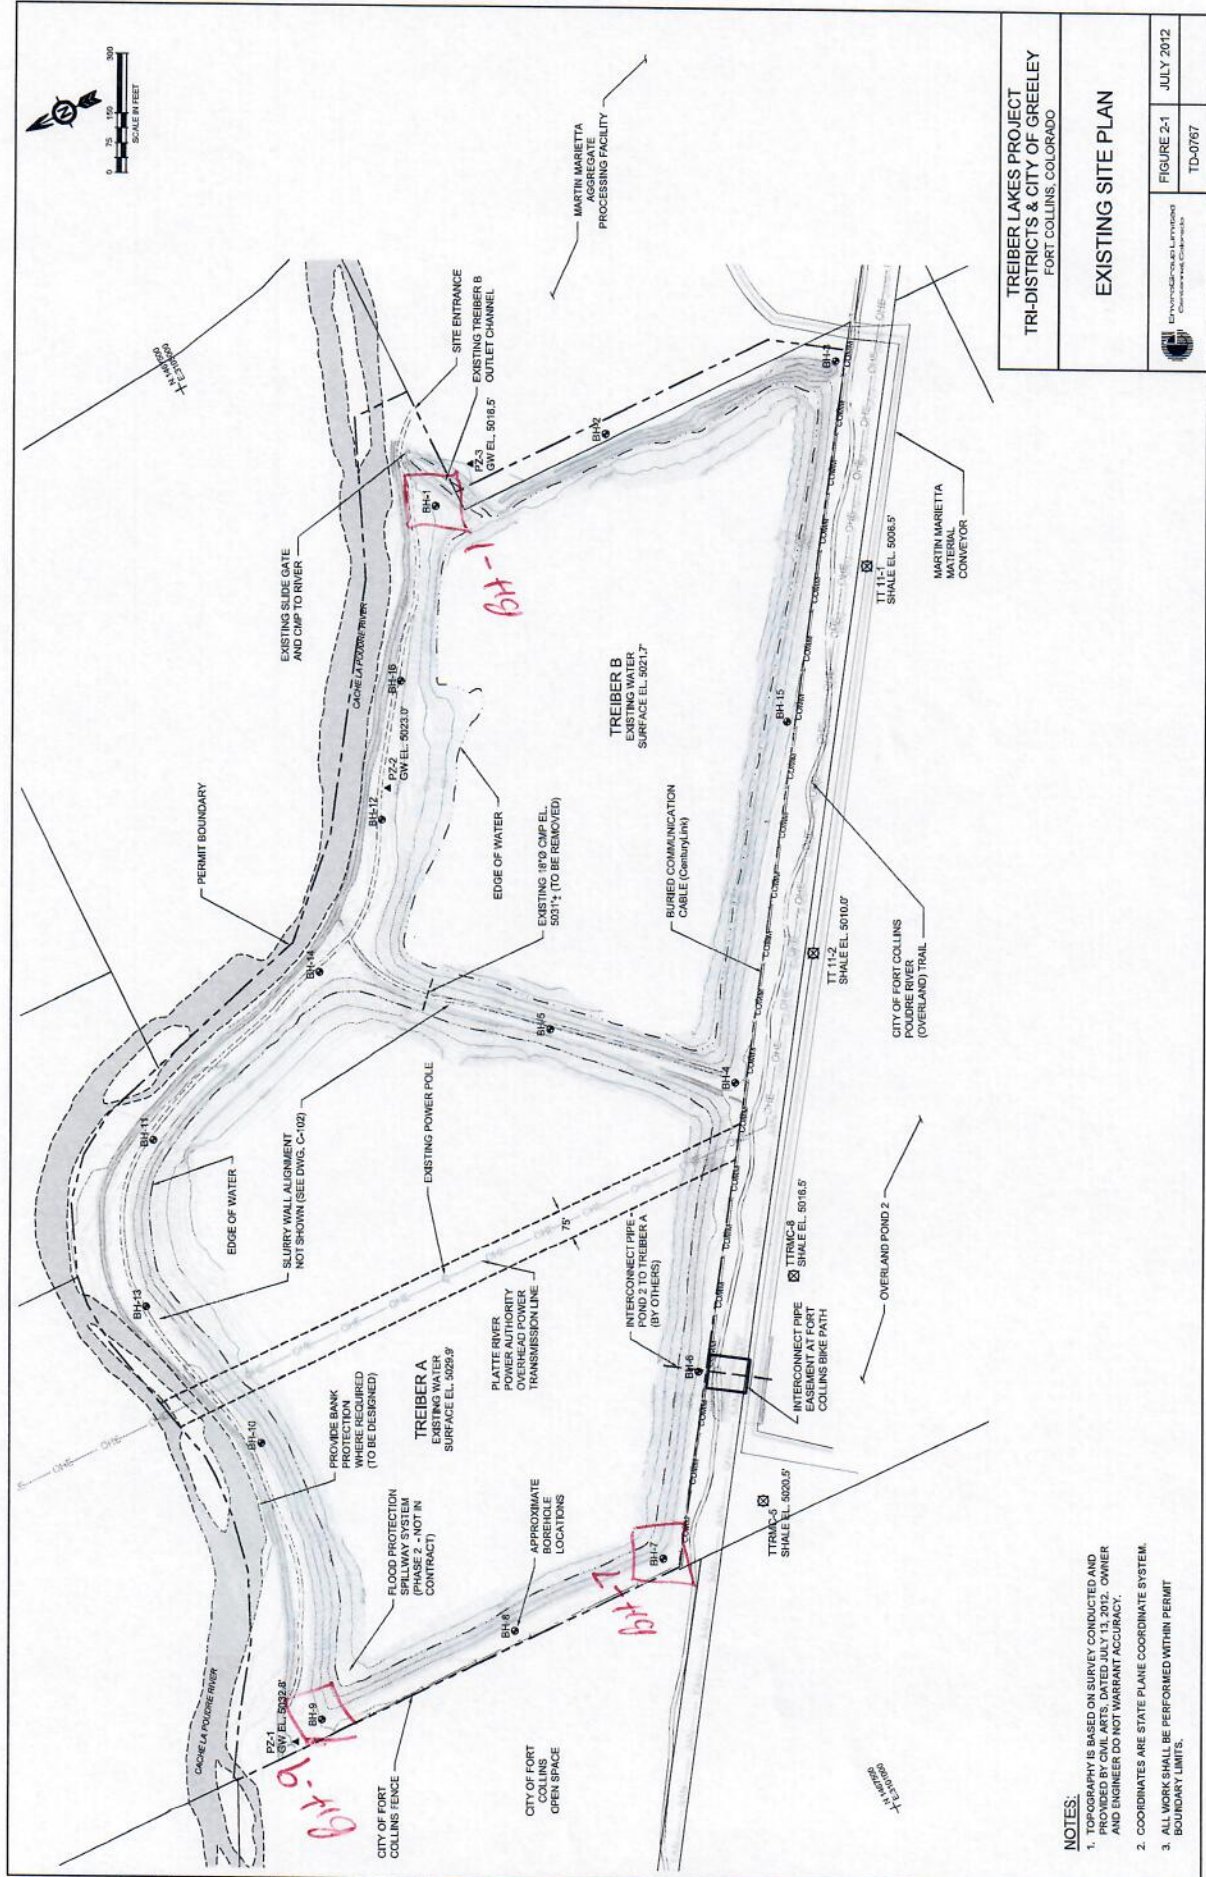 0 75 150 300
SCALE IN FEET
N
MARTIN MARIETTA
AGGREGATE
PROCESSING FACILITY
SITE ENTRANCE
EXISTING TREIBER B
OUTLET CHANNEL
PZ-3
GW EL. 5018.5'
BH-1
BH-1
BH-2
BH-3
EXISTING SLIDE GATE
AND CMP TO RIVER
CACHE LA POUDRE RIVER
PERMIT BOUNDARY
BH-16
PZ-2
GW EL. 5023.0'
BH-12
EDGE OF WATER
EXISTING 18"Ø CMP EL.
5031'± (TO BE REMOVED)
TREIBER B
EXISTING WATER
SURFACE EL. 5021.7'
BURIED COMMUNICATION
CABLE (CenturyLink)
BH-15
TT 11-1
SHALE EL. 5006.5'
MARTIN MARIETTA
MATERIAL
CONVEYOR
TT 11-2
SHALE EL. 5010.0'
CITY OF FORT COLLINS
POUDRE RIVER
(OVERLAND) TRAIL
BH-14
BH-5
BH-4
BH-11
EDGE OF WATER
SLURRY WALL ALIGNMENT
NOT SHOWN (SEE DWG. C-102)
EXISTING POWER POLE
75'
BH-13
PLATTE RIVER
POWER AUTHORITY
OVERHEAD POWER
TRANSMISSION LINE
INTERCONNECT PIPE -
POND 2 TO TREIBER A
(BY OTHERS)
TTRMC-8
SHALE EL. 5016.5'
OVERLAND POND 2
TREIBER A
EXISTING WATER
SURFACE EL. 5029.9'
BH-6
INTERCONNECT PIPE
EASEMENT AT FORT
COLLINS BIKE PATH
OHE
COMM
BH-10
PROVIDE BANK
PROTECTION
WHERE REQUIRED
(TO BE DESIGNED)
FLOOD PROTECTION
SPILLWAY SYSTEM
(PHASE 2 - NOT IN
CONTRACT)
APPROXIMATE
BOREHOLE
LOCATIONS
BH-7
BH-7
TTRMC-5
SHALE EL. 5020.5'
BH-8
CACHE LA POUDRE RIVER
PZ-1
GW EL. 5032.8'
BH-9
BH-9
CITY OF FORT
COLLINS FENCE
CITY OF FORT
COLLINS
OPEN SPACE
NOTES:
1. TOPOGRAPHY IS BASED ON SURVEY CONDUCTED AND
PROVIDED BY CIVIL ARTS, DATED JULY 13, 2012. OWNER
AND ENGINEER DO NOT WARRANT ACCURACY.
2. COORDINATES ARE STATE PLANE COORDINATE SYSTEM.
3. ALL WORK SHALL BE PERFORMED WITHIN PERMIT
BOUNDARY LIMITS.
TREIBER LAKES PROJECT
TRI-DISTRICTS & CITY OF GREELEY
FORT COLLINS, COLORADO
EXISTING SITE PLAN
EnviroGroup Limited
Centennial, Colorado
FIGURE 2-1
JULY 2012
TD-0767